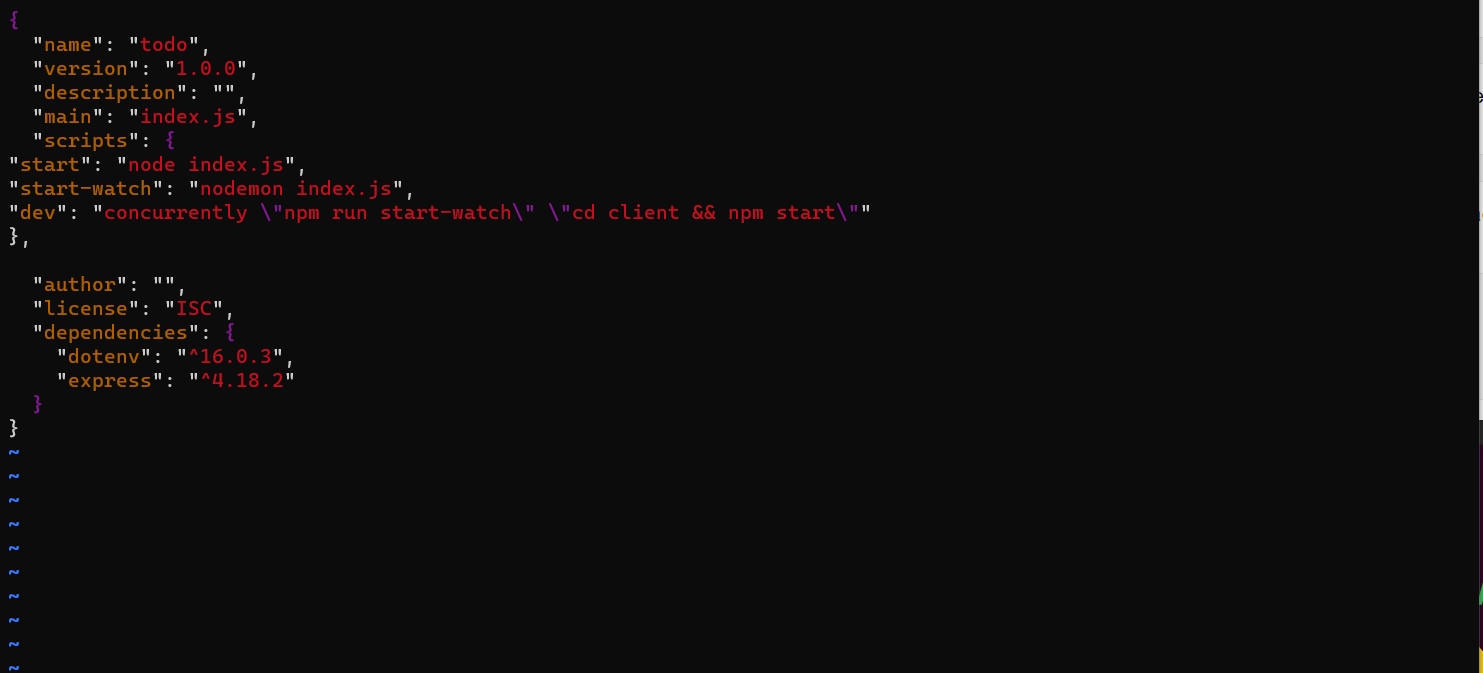 {
  "name": "todo",
  "version": "1.0.0",
  "description": "",
  "main": "index.js",
  "scripts": {
"start": "node index.js",
"start-watch": "nodemon index.js",
"dev": "concurrently \"npm run start-watch\" \"cd client && npm start\""
},

  "author": "",
  "license": "ISC",
  "dependencies": {
    "dotenv": "^16.0.3",
    "express": "^4.18.2"
  }
}
~
~
~
~
~
~
~
~
~
~